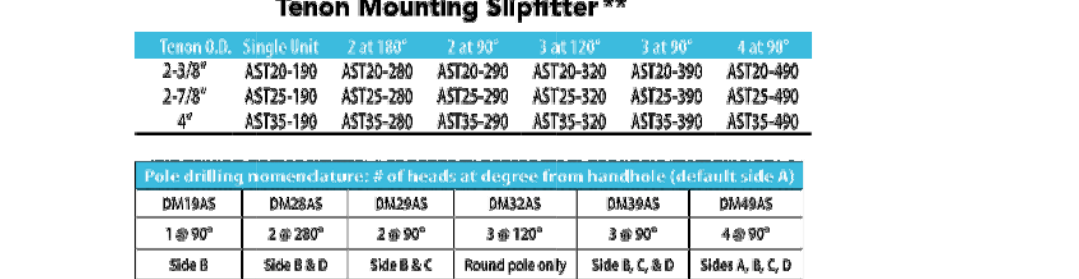 Tenon Mounting Slipfitter**
Tenon O.D. Single Unit 2 at 180° 2 at 90° 3 at 120° 3 at 90° 4 at 90°
2-3/8" AST20-190 AST20-280 AST20-290 AST20-320 AST20-390 AST20-490
2-7/8" AST25-190 AST25-280 AST25-290 AST25-320 AST25-390 AST25-490
4" AST35-190 AST35-280 AST35-290 AST35-320 AST35-390 AST35-490
Pole drilling nomenclature: # of heads at degree from handhole (default side A)
DM19AS DM28AS DM29AS DM32AS DM39AS DM49AS
1 @ 90° 2 @ 280° 2 @ 90° 3 @ 120° 3 @ 90° 4 @ 90°
Side B Side B & D Side B & C Round pole only Side B, C, & D Sides A, B, C, D